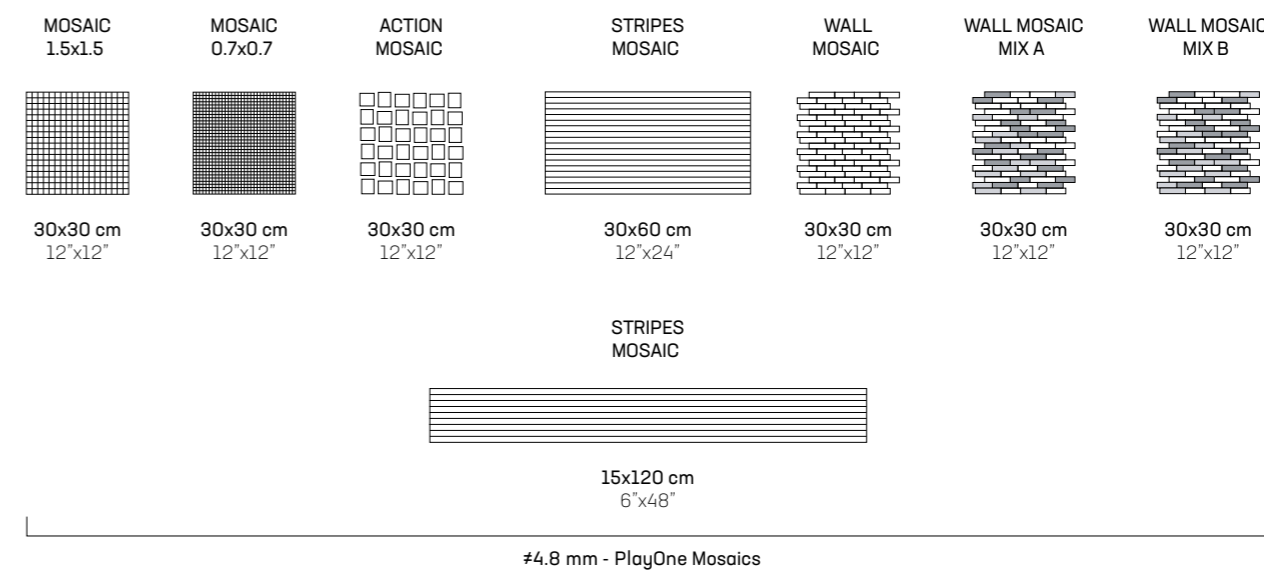 MOSAIC
1.5x1.5
MOSAIC
0.7x0.7
ACTION
MOSAIC
STRIPES
MOSAIC
WALL
MOSAIC
WALL MOSAIC
MIX A
WALL MOSAIC
MIX B
30x30 cm
12"x12"
30x30 cm
12"x12"
30x30 cm
12"x12"
30x60 cm
12"x24"
30x30 cm
12"x12"
30x30 cm
12"x12"
30x30 cm
12"x12"
STRIPES
MOSAIC
15x120 cm
6"x48"
≠4.8 mm - PlayOne Mosaics